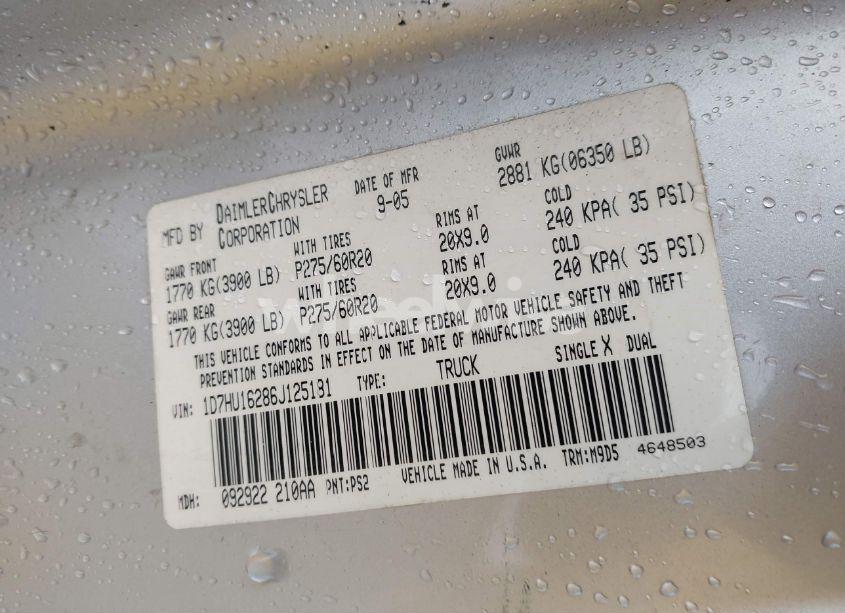 MFD BY DAIMLERCHRYSLER CORPORATION DATE OF MFR 9-05 GVWR 2881 KG(06350 LB)
GAWR FRONT WITH TIRES RIMS AT COLD
1770 KG(3900 LB) P275/60R20 20X9.0 240 KPA( 35 PSI)
GAWR REAR WITH TIRES RIMS AT COLD
1770 KG(3900 LB) P275/60R20 20X9.0 240 KPA( 35 PSI)
THIS VEHICLE CONFORMS TO ALL APPLICABLE FEDERAL MOTOR VEHICLE SAFETY AND THEFT
PREVENTION STANDARDS IN EFFECT ON THE DATE OF MANUFACTURE SHOWN ABOVE.
VIN: 1D7HU16286J125131 TYPE: TRUCK SINGLE X DUAL
MDH: 092922 210AA PNT:PS2 VEHICLE MADE IN U.S.A. TRM:M9D5 4648503